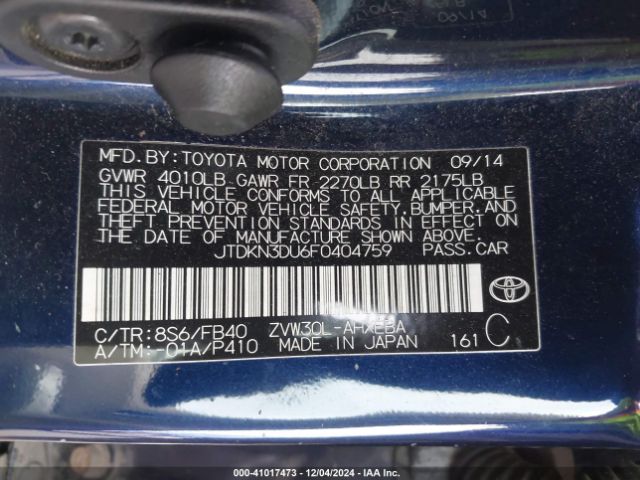 09/14
MFD. BY: TOYOTA MOTOR CORPORATION 09/14
GVWR 4010LB GAWR FR 2270LB RR 2175LB
THIS VEHICLE CONFORMS TO ALL APPLICABLE
FEDERAL MOTOR VEHICLE SAFETY, BUMPER, AND
THEFT PREVENTION STANDARDS IN EFFECT ON
THE DATE OF MANUFACTURE SHOWN ABOVE.
JTDKN3DU6F0404759 PASS. CAR
C/TR: 8S6/FB40 ZVW30L-AHXEBA
A/TM: -01A/P410 MADE IN JAPAN 161 C
000-41017473 - 12/04/2024 - IAA Inc.